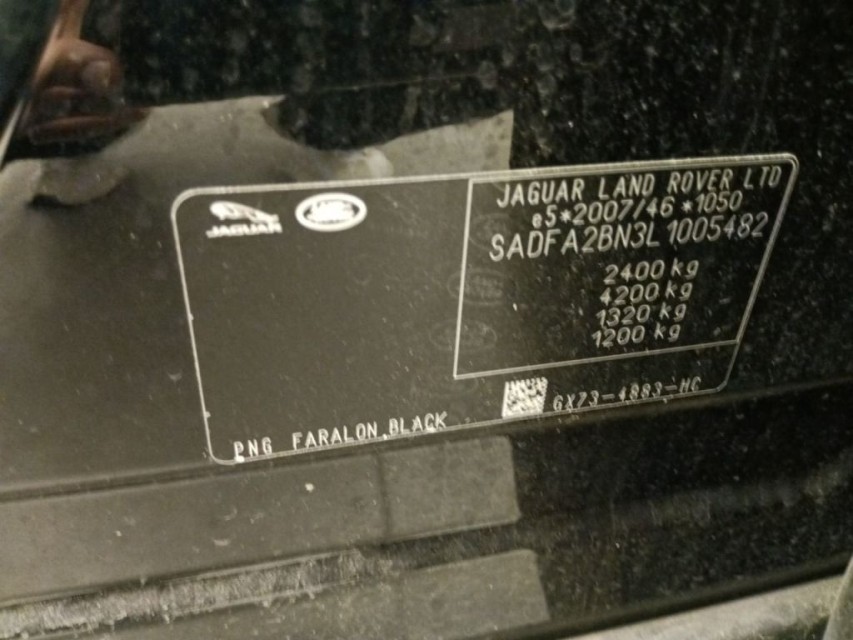 JAGUAR
JAGUAR LAND ROVER LTD
e5*2007/46*1050
SADFA2BN3L1005482
2400 kg
4200 kg
1320 kg
1200 kg
GX73-4883-HC
PNG FARALON BLACK